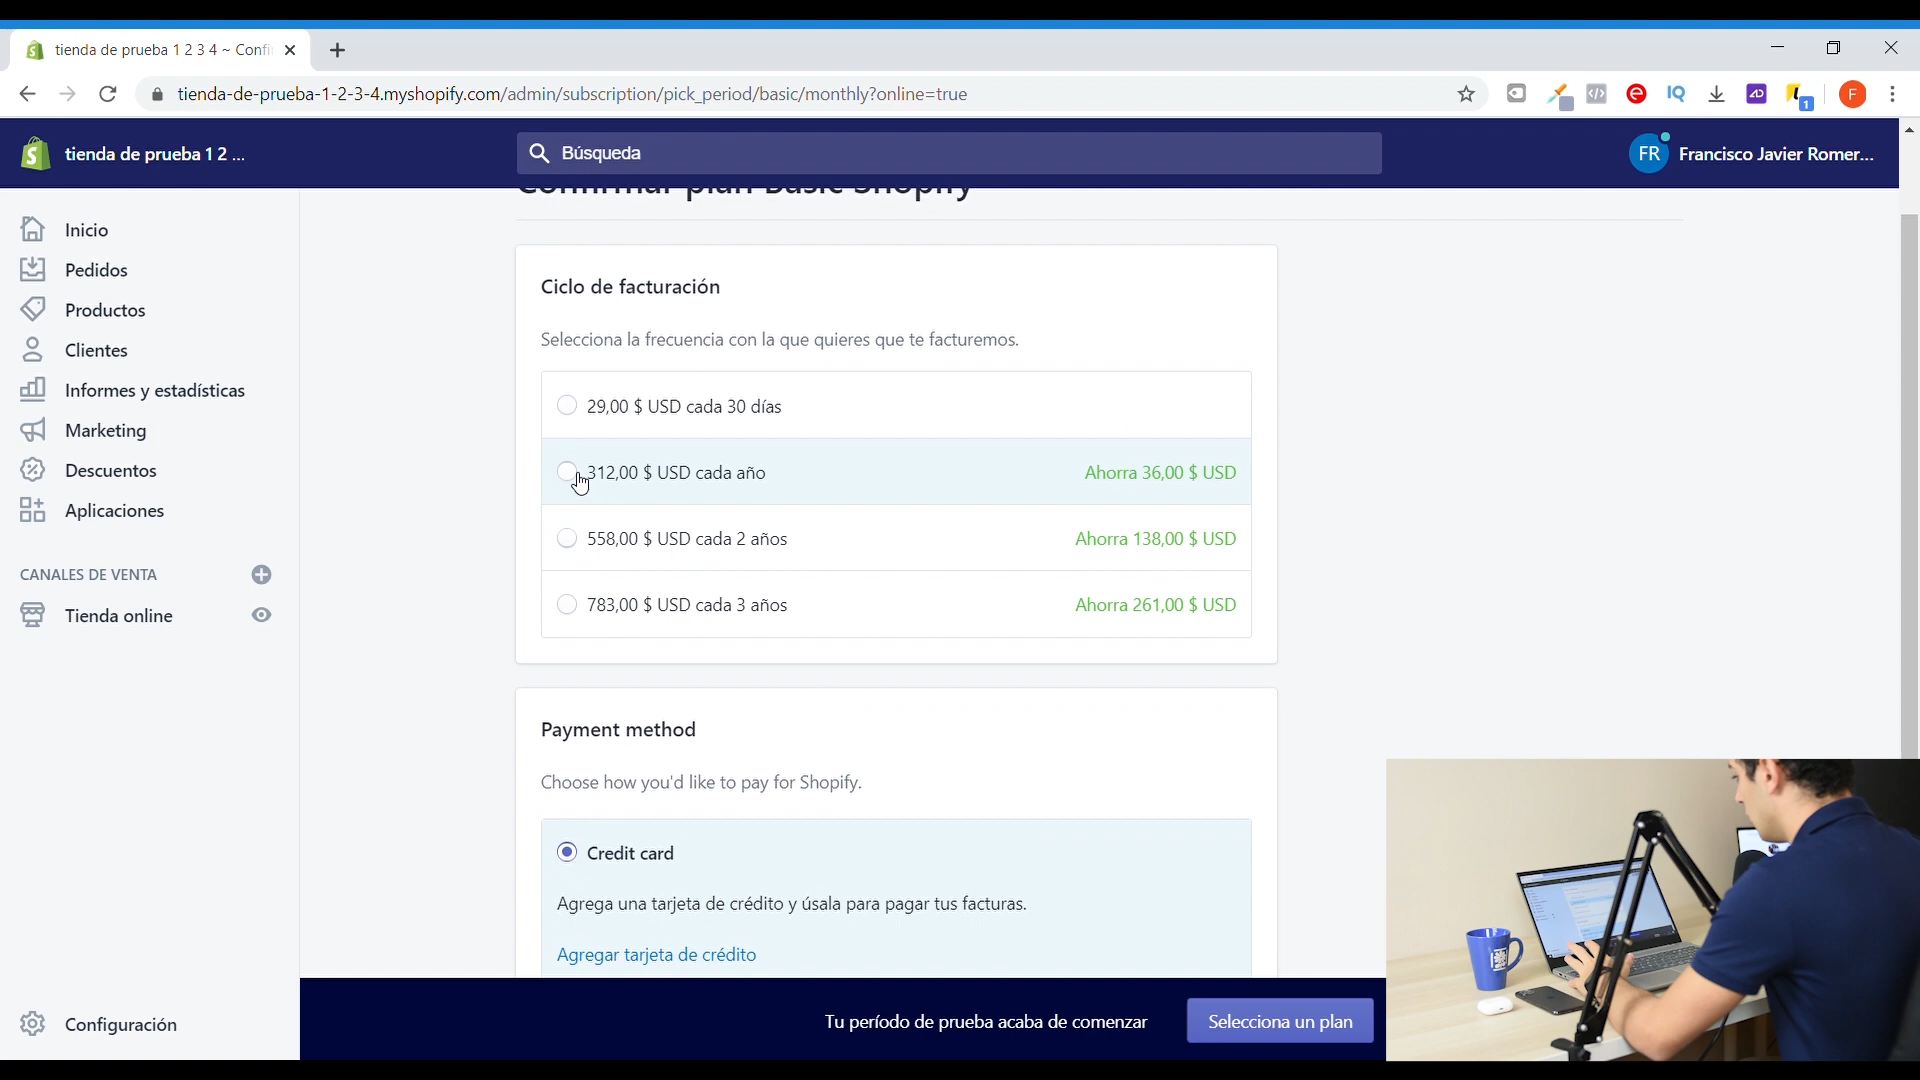 tienda de prueba 1 2 3 4 ~ Confi
tienda-de-prueba-1-2-3-4.myshopify.com/admin/subscription/pick_period/basic/monthly?online=true
tienda de prueba 1 2 ...
Búsqueda
FR
Francisco Javier Romer...
F
1
Confirmar plan Basic Shopify
Inicio
Pedidos
Productos
Clientes
Informes y estadísticas
Marketing
Descuentos
Aplicaciones
CANALES DE VENTA
Tienda online
Configuración
Ciclo de facturación
Selecciona la frecuencia con la que quieres que te facturemos.
29,00 $ USD cada 30 días
312,00 $ USD cada año
Ahorra 36,00 $ USD
558,00 $ USD cada 2 años
Ahorra 138,00 $ USD
783,00 $ USD cada 3 años
Ahorra 261,00 $ USD
Payment method
Choose how you'd like to pay for Shopify.
Credit card
Agrega una tarjeta de crédito y úsala para pagar tus facturas.
Agregar tarjeta de crédito
Tu período de prueba acaba de comenzar
Selecciona un plan